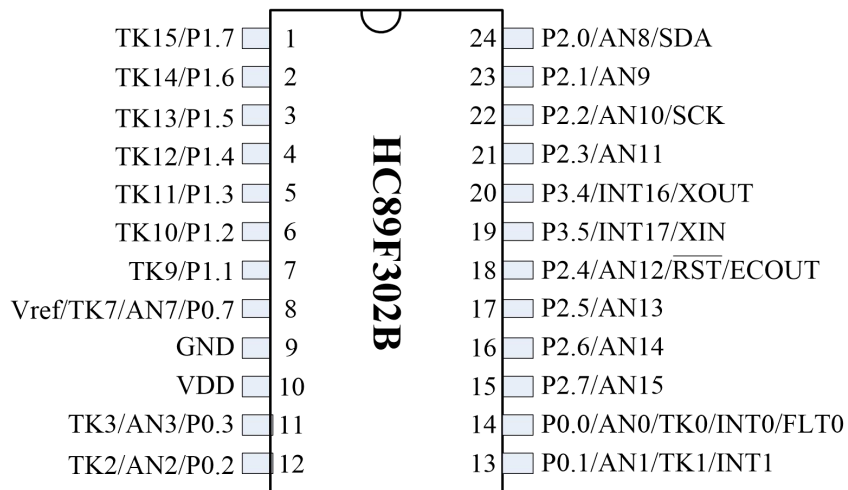 TK15/P1.7 1 24 P2.0/AN8/SDA
TK14/P1.6 2 23 P2.1/AN9
TK13/P1.5 3 22 P2.2/AN10/SCK
TK12/P1.4 4 21 P2.3/AN11
TK11/P1.3 5 20 P3.4/INT16/XOUT
TK10/P1.2 6 19 P3.5/INT17/XIN
TK9/P1.1 7 18 P2.4/AN12/RST/ECOUT
Vref/TK7/AN7/P0.7 8 17 P2.5/AN13
GND 9 16 P2.6/AN14
VDD 10 15 P2.7/AN15
TK3/AN3/P0.3 11 14 P0.0/AN0/TK0/INT0/FLT0
TK2/AN2/P0.2 12 13 P0.1/AN1/TK1/INT1
HC89F302B